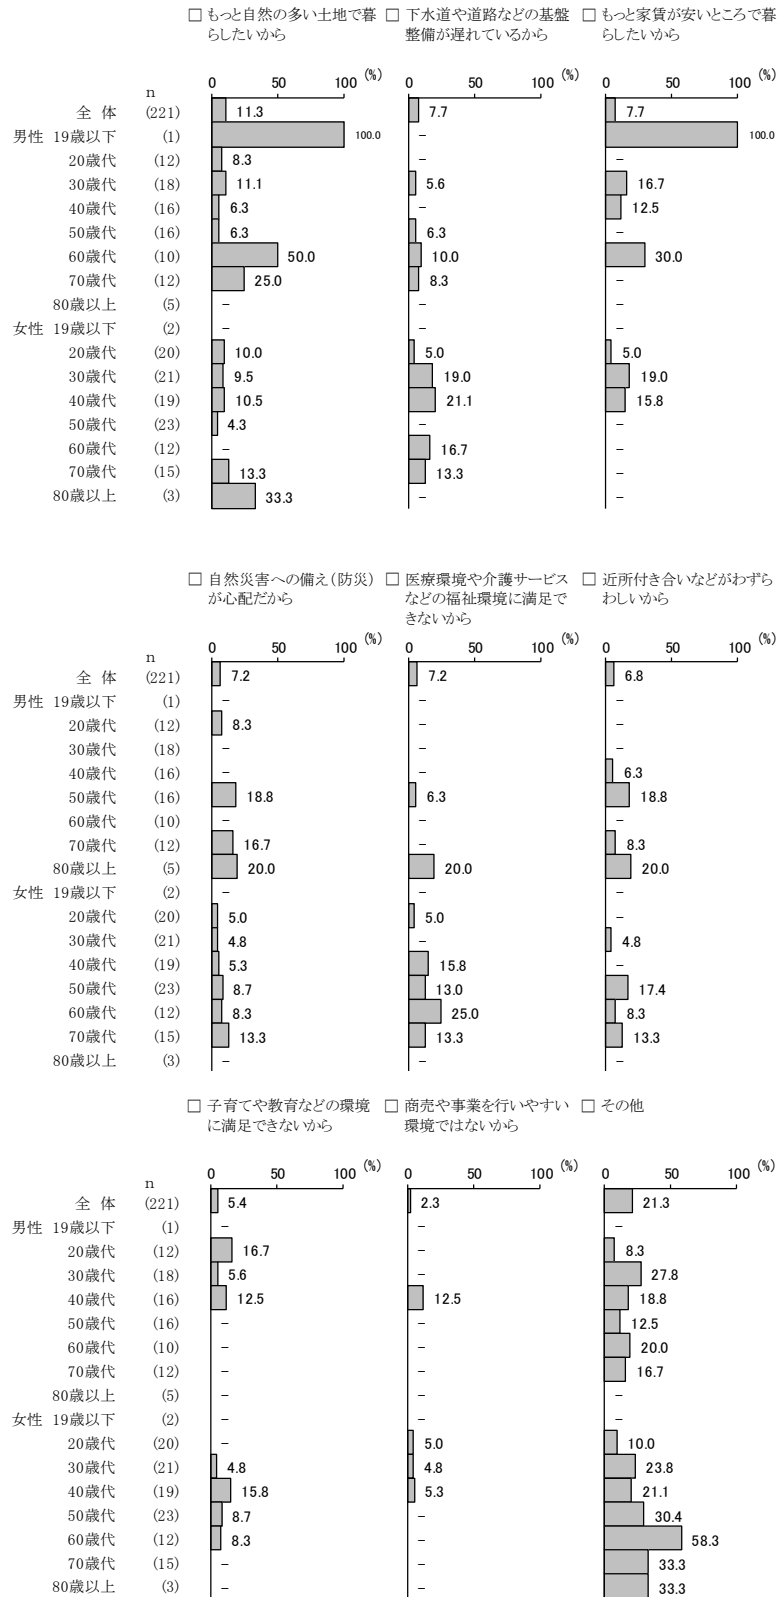 □ もっと自然の多い土地で暮らしたいから □ 下水道や道路などの基盤整備が遅れているから □ もっと家賃が安いところで暮らしたいから
0 50 100 (%) 0 50 100 (%) 0 50 100 (%)
n
全 体 (221) 11.3 7.7 7.7
男性 19歳以下 (1) 100.0 − 100.0
20歳代 (12) 8.3 − −
30歳代 (18) 11.1 5.6 16.7
40歳代 (16) 6.3 − 12.5
50歳代 (16) 6.3 6.3 −
60歳代 (10) 50.0 10.0 30.0
70歳代 (12) 25.0 8.3 −
80歳以上 (5) − − −
女性 19歳以下 (2) − − −
20歳代 (20) 10.0 5.0 5.0
30歳代 (21) 9.5 19.0 19.0
40歳代 (19) 10.5 21.1 15.8
50歳代 (23) 4.3 − −
60歳代 (12) − 16.7 −
70歳代 (15) 13.3 13.3 −
80歳以上 (3) 33.3 − −
□ 自然災害への備え(防災)が心配だから □ 医療環境や介護サービスなどの福祉環境に満足できないから □ 近所付き合いなどがわずらわしいから
0 50 100 (%) 0 50 100 (%) 0 50 100 (%)
n
全 体 (221) 7.2 7.2 6.8
男性 19歳以下 (1) − − −
20歳代 (12) 8.3 − −
30歳代 (18) − − −
40歳代 (16) − − 6.3
50歳代 (16) 18.8 6.3 18.8
60歳代 (10) − − −
70歳代 (12) 16.7 − 8.3
80歳以上 (5) 20.0 20.0 20.0
女性 19歳以下 (2) − − −
20歳代 (20) 5.0 5.0 −
30歳代 (21) 4.8 − 4.8
40歳代 (19) 5.3 15.8 −
50歳代 (23) 8.7 13.0 17.4
60歳代 (12) 8.3 25.0 8.3
70歳代 (15) 13.3 13.3 13.3
80歳以上 (3) − − −
□ 子育てや教育などの環境に満足できないから □ 商売や事業を行いやすい環境ではないから □ その他
0 50 100 (%) 0 50 100 (%) 0 50 100 (%)
n
全 体 (221) 5.4 2.3 21.3
男性 19歳以下 (1) − − −
20歳代 (12) 16.7 − 8.3
30歳代 (18) 5.6 − 27.8
40歳代 (16) 12.5 12.5 18.8
50歳代 (16) − − 12.5
60歳代 (10) − − 20.0
70歳代 (12) − − 16.7
80歳以上 (5) − − −
女性 19歳以下 (2) − − −
20歳代 (20) − 5.0 10.0
30歳代 (21) 4.8 4.8 23.8
40歳代 (19) 15.8 5.3 21.1
50歳代 (23) 8.7 − 30.4
60歳代 (12) 8.3 − 58.3
70歳代 (15) − − 33.3
80歳以上 (3) − − 33.3